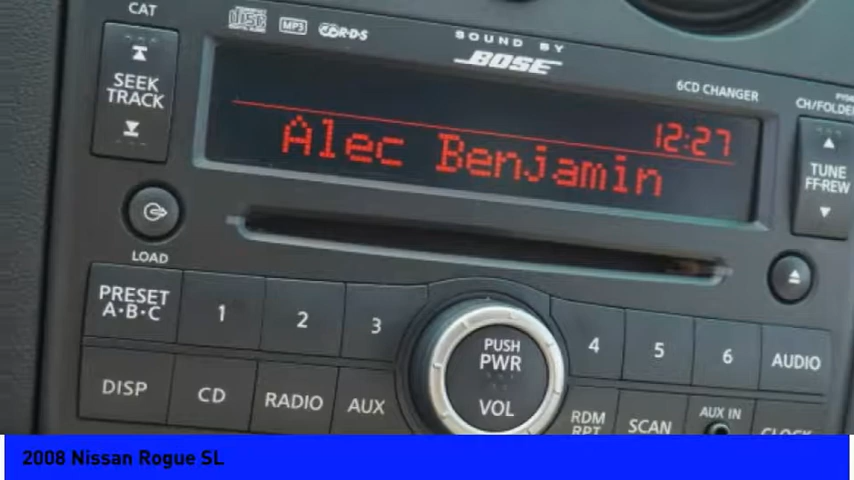 CAT
disc MP3 RDS
SOUND BY
BOSE
6CD CHANGER
CH/FOLDER
SEEK
TRACK
12:27
Alec Benjamin
TUNE
FF·REW
LOAD
PRESET
A·B·C
1 2 3
PUSH
PWR
VOL
4 5 6 AUDIO
DISP CD RADIO AUX
RDM
RPT
SCAN AUX IN
CLOCK
2008 Nissan Rogue SL